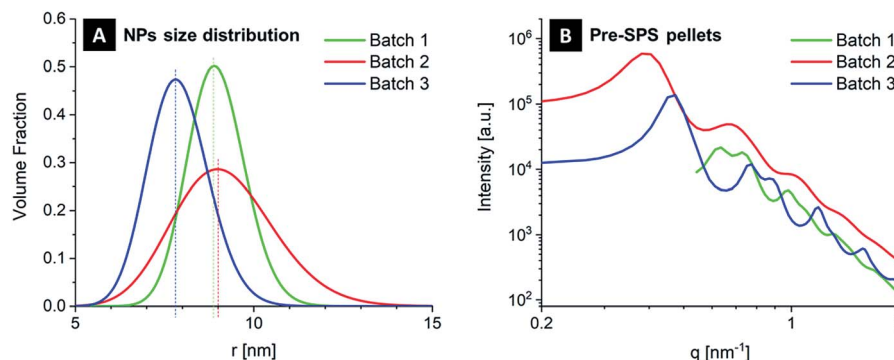 A NPs size distribution
Batch 1
Batch 2
Batch 3
0.6
0.5
0.4
0.3
0.2
0.1
0.0
Volume Fraction
5
10
15
r [nm]
B Pre-SPS pellets
Batch 1
Batch 2
Batch 3
10⁶
10⁵
10⁴
10³
10²
Intensity [a.u.]
0.2
1
q [nm⁻¹]